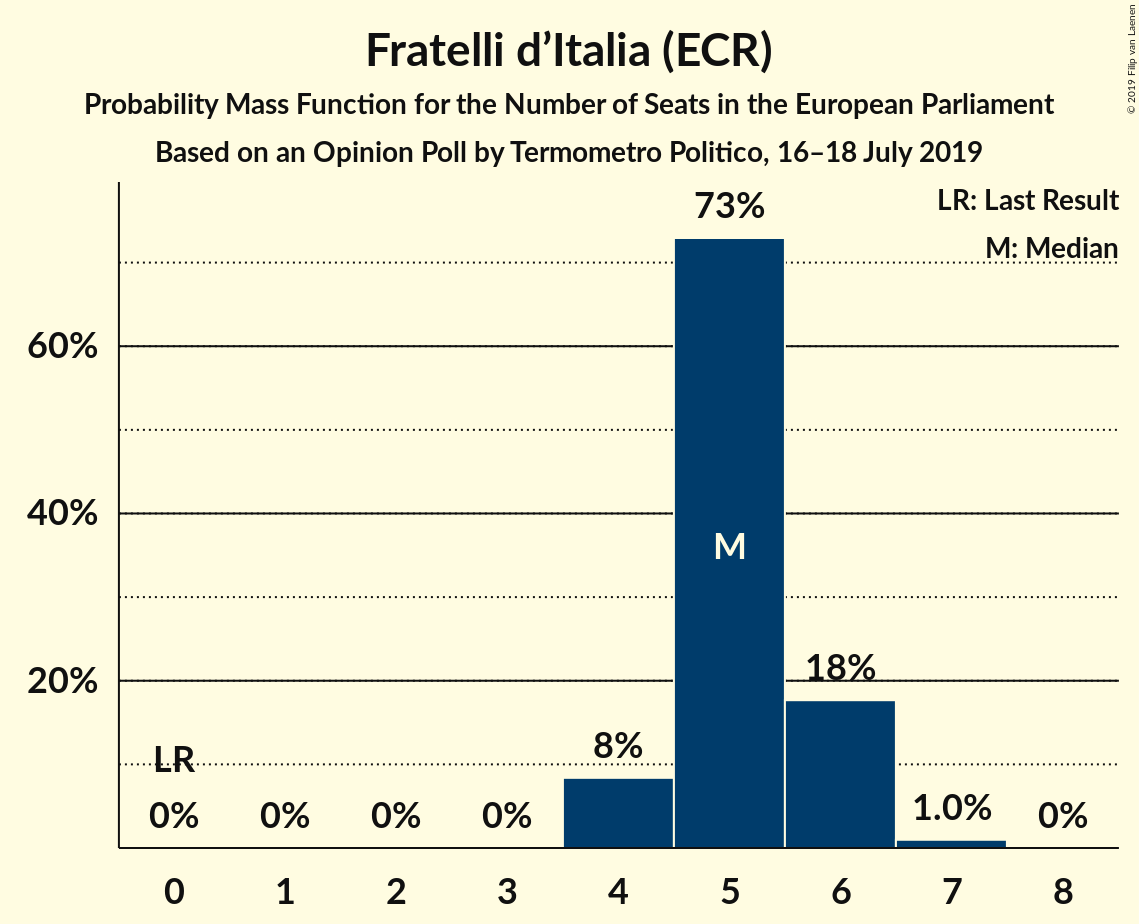 Fratelli d’Italia (ECR)
Probability Mass Function for the Number of Seats in the European Parliament
Based on an Opinion Poll by Termometro Politico, 16–18 July 2019
© 2019 Filip van Laenen
LR: Last Result
M: Median
73%
60%
40%
M
20%
18%
8%
LR
0%
0%
0%
0%
1.0%
0%
0 1 2 3 4 5 6 7 8